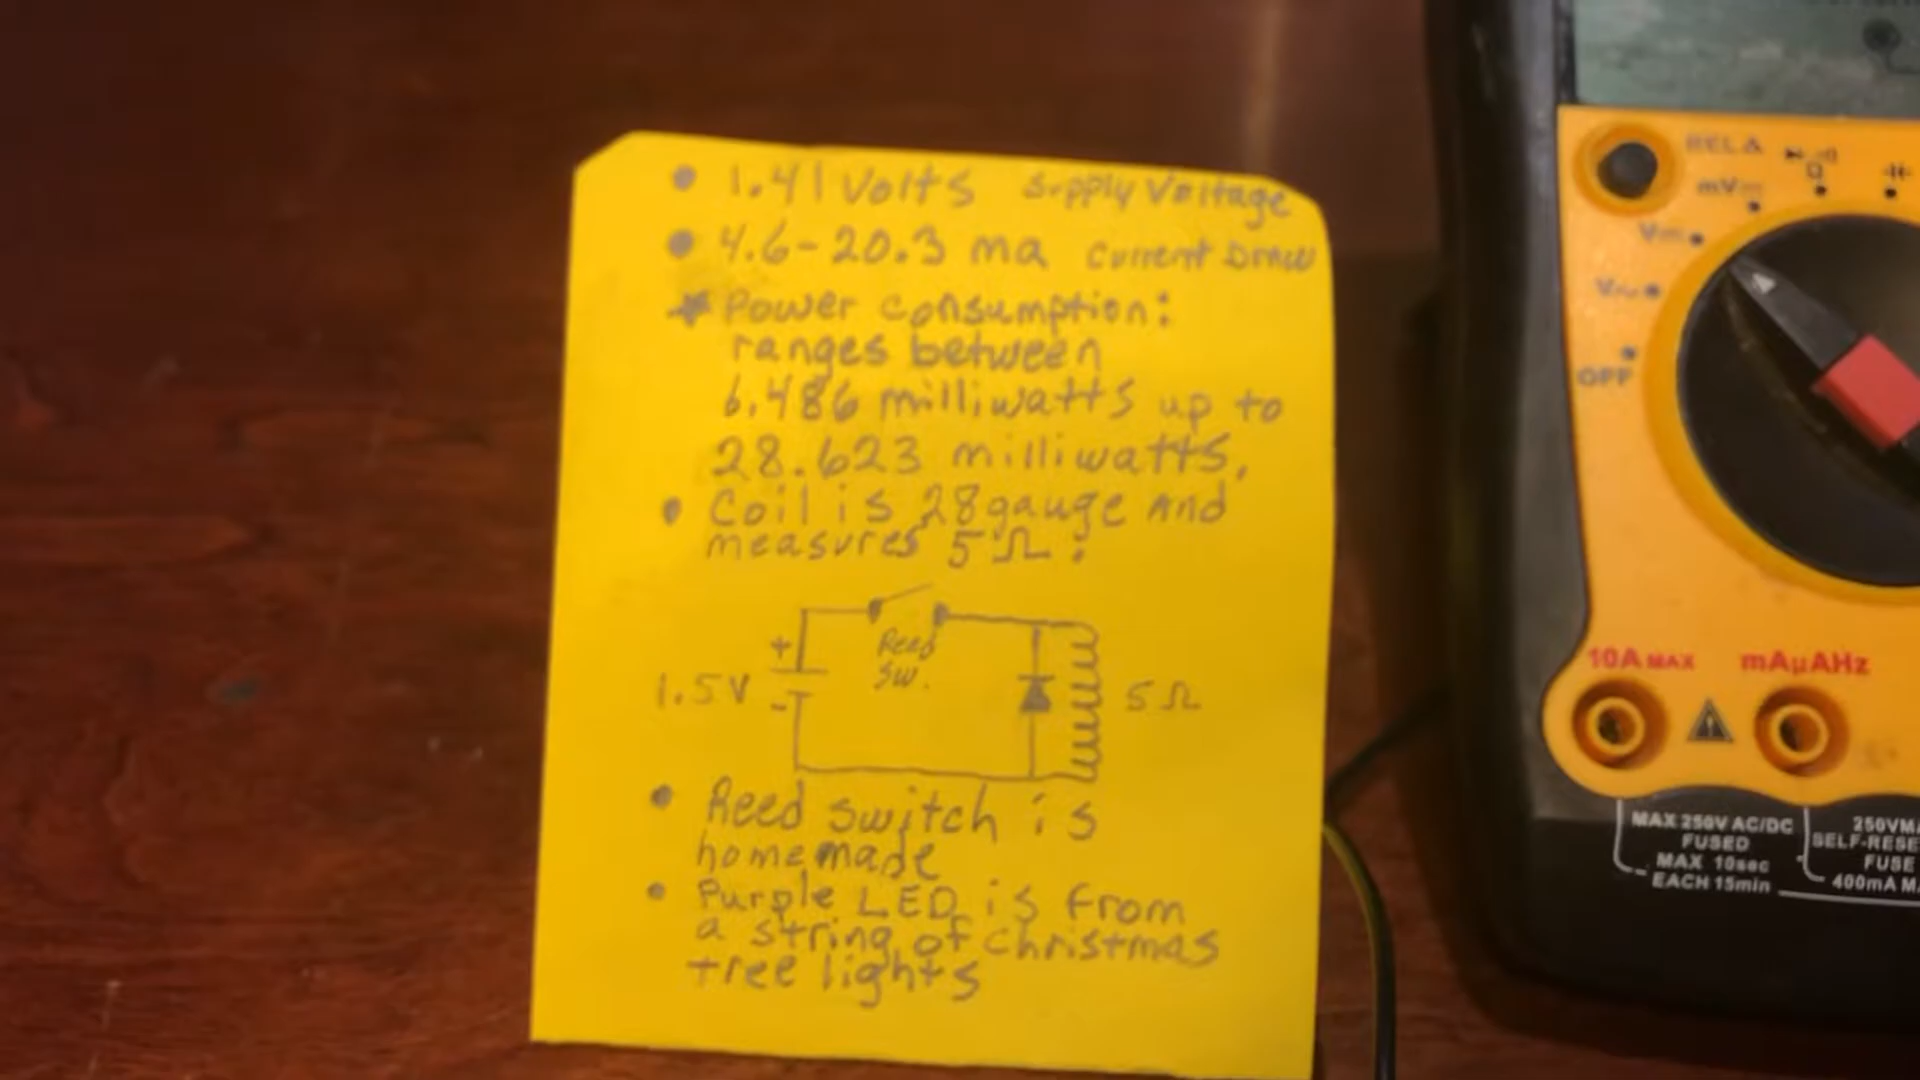 • 1.41 Volts Supply Voltage
• 4.6-20.3 ma Current Draw
★ Power consumption:
ranges between
6.486 milliwatts up to
28.623 milliwatts.
• Coil is 28 gauge And
measures 5Ω:
Reed
Sw.
+
1.5V
-
5Ω
• Reed switch is
homemade
• Purple LED is from
a string of Christmas
tree lights
RELΔ
mV
Ω
V
V~
OFF
10A MAX
mAµAHz
MAX 250V AC/DC
FUSED
MAX 10sec
EACH 15min
250VMA
SELF-RESE
FUSE
400mA MA